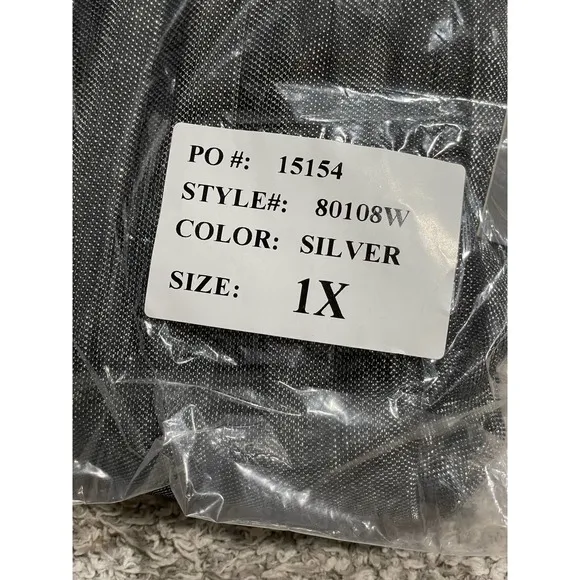 PO #: 15154
STYLE#: 80108W
COLOR: SILVER
SIZE: 1X